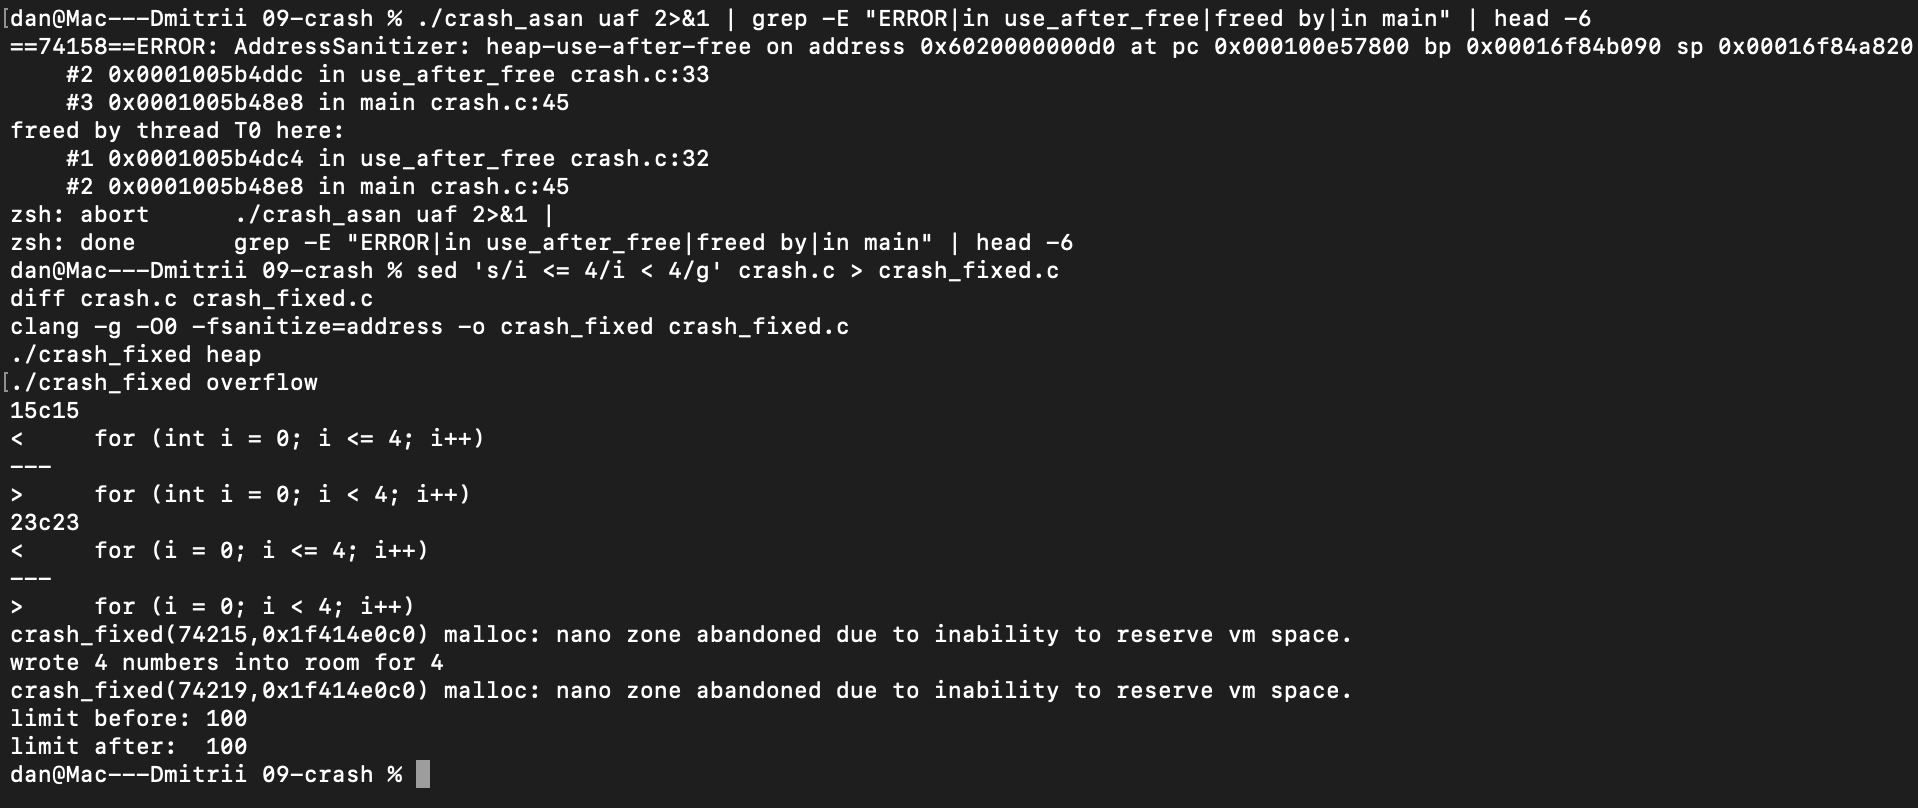 [dan@Mac---Dmitrii 09-crash % ./crash_asan uaf 2>&1 | grep -E "ERROR|in use_after_free|freed by|in main" | head -6
==74158==ERROR: AddressSanitizer: heap-use-after-free on address 0x6020000000d0 at pc 0x000100e57800 bp 0x00016f84b090 sp 0x00016f84a820
    #2 0x0001005b4ddc in use_after_free crash.c:33
    #3 0x0001005b48e8 in main crash.c:45
freed by thread T0 here:
    #1 0x0001005b4dc4 in use_after_free crash.c:32
    #2 0x0001005b48e8 in main crash.c:45
zsh: abort      ./crash_asan uaf 2>&1 |
zsh: done       grep -E "ERROR|in use_after_free|freed by|in main" | head -6
dan@Mac---Dmitrii 09-crash % sed 's/i <= 4/i < 4/g' crash.c > crash_fixed.c
diff crash.c crash_fixed.c
clang -g -O0 -fsanitize=address -o crash_fixed crash_fixed.c
./crash_fixed heap
[./crash_fixed overflow
15c15
<     for (int i = 0; i <= 4; i++)
---
>     for (int i = 0; i < 4; i++)
23c23
<     for (i = 0; i <= 4; i++)
---
>     for (i = 0; i < 4; i++)
crash_fixed(74215,0x1f414e0c0) malloc: nano zone abandoned due to inability to reserve vm space.
wrote 4 numbers into room for 4
crash_fixed(74219,0x1f414e0c0) malloc: nano zone abandoned due to inability to reserve vm space.
limit before: 100
limit after:  100
dan@Mac---Dmitrii 09-crash %